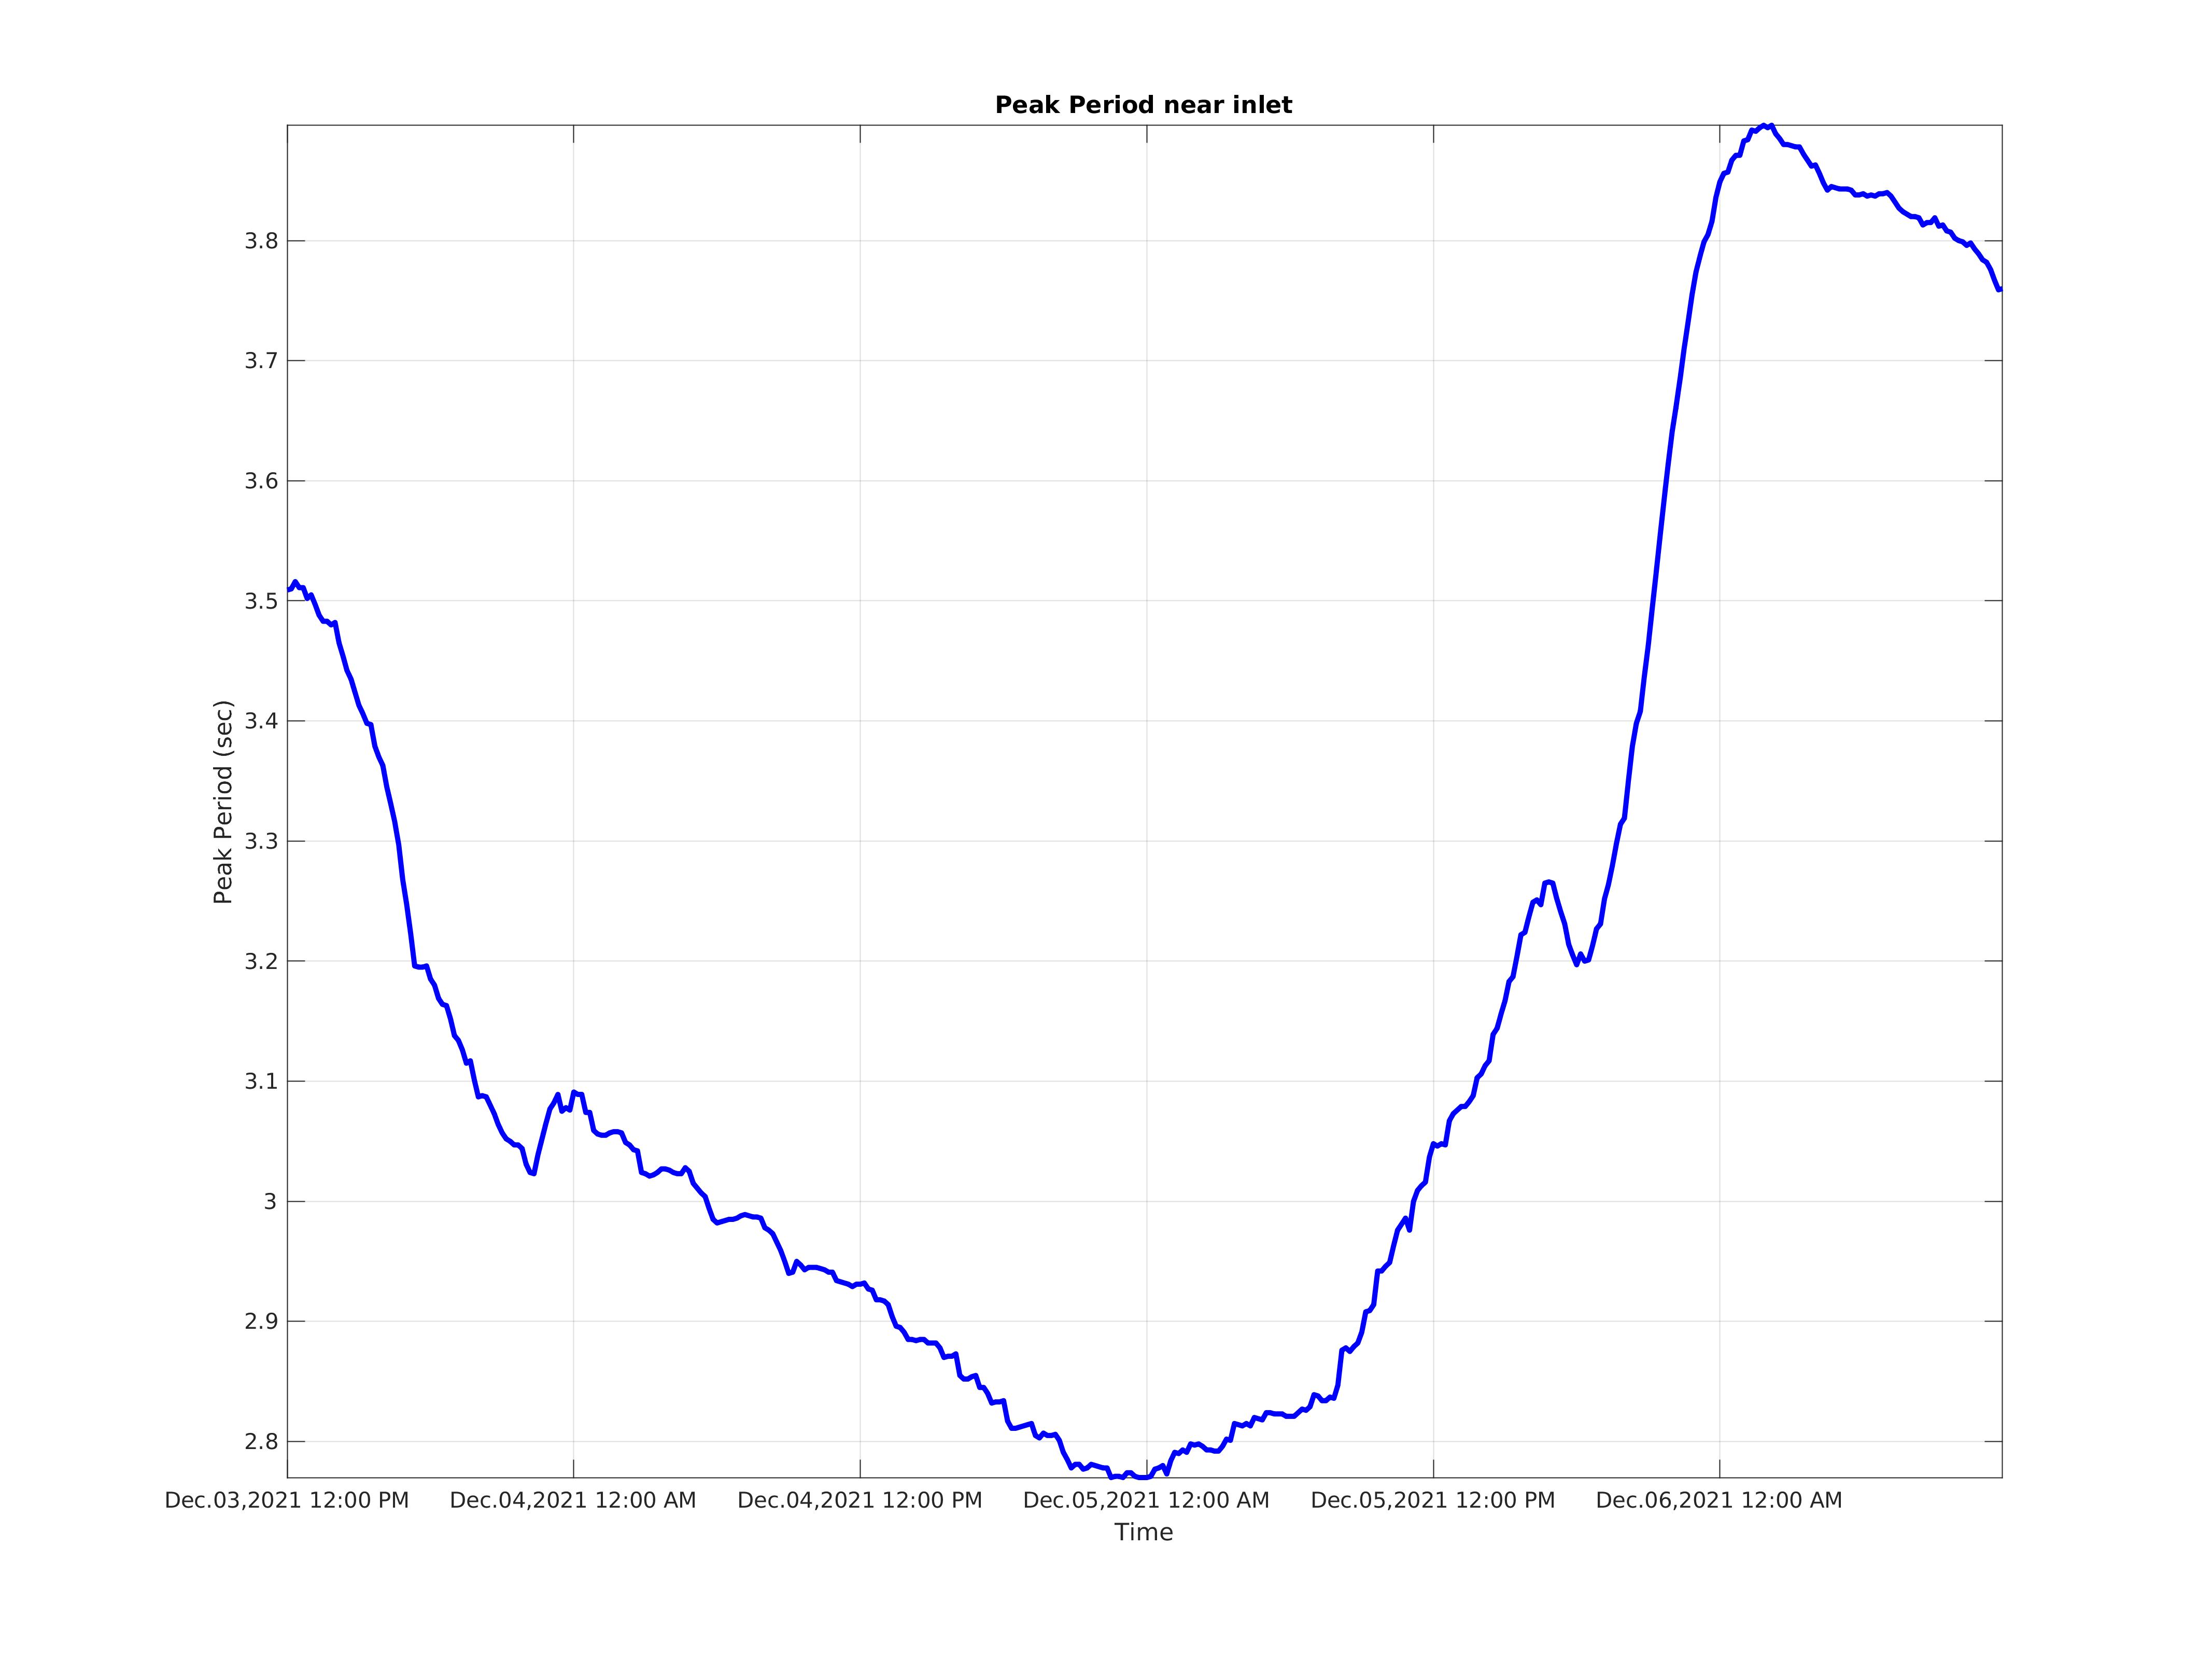 Peak Period near inlet
Peak Period (sec)
3.8
3.7
3.6
3.5
3.4
3.3
3.2
3.1
3
2.9
2.8
Dec.03,2021 12:00 PM
Dec.04,2021 12:00 AM
Dec.04,2021 12:00 PM
Dec.05,2021 12:00 AM
Dec.05,2021 12:00 PM
Dec.06,2021 12:00 AM
Time